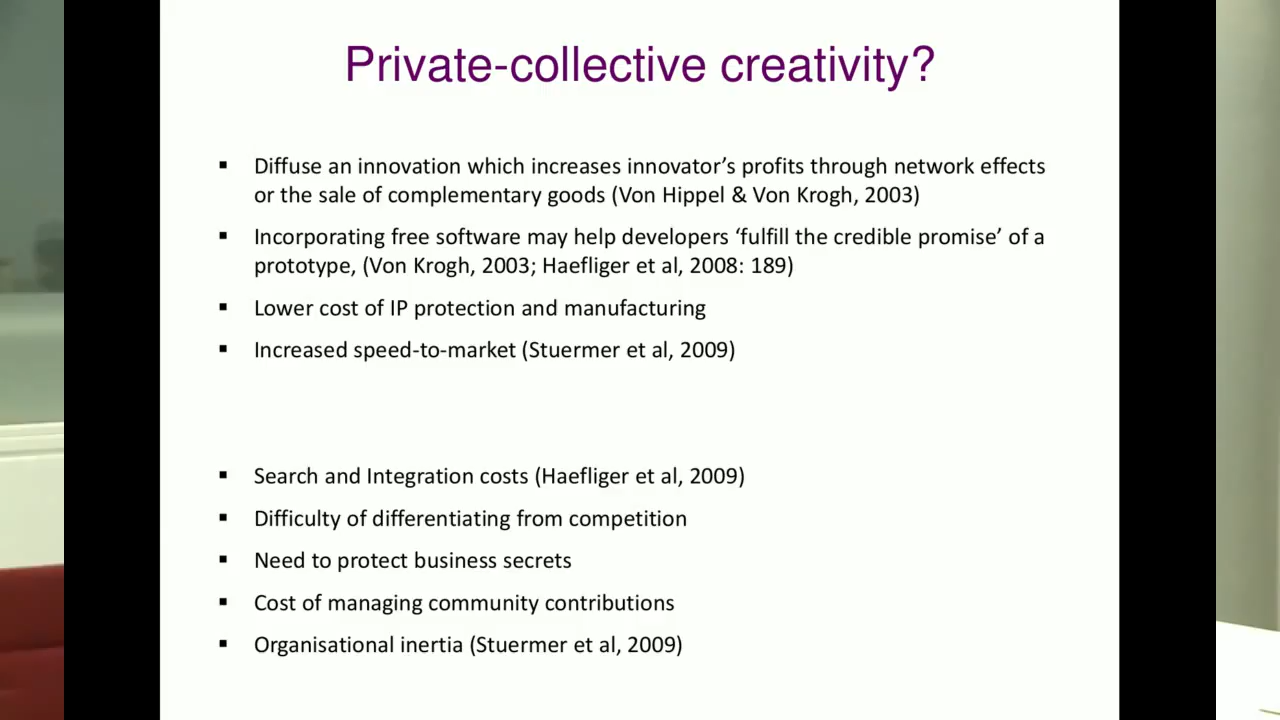 Private-collective creativity?
▪ Diffuse an innovation which increases innovator's profits through network effects
or the sale of complementary goods (Von Hippel & Von Krogh, 2003)
▪ Incorporating free software may help developers 'fulfill the credible promise' of a
prototype, (Von Krogh, 2003; Haefliger et al, 2008: 189)
▪ Lower cost of IP protection and manufacturing
▪ Increased speed-to-market (Stuermer et al, 2009)
▪ Search and Integration costs (Haefliger et al, 2009)
▪ Difficulty of differentiating from competition
▪ Need to protect business secrets
▪ Cost of managing community contributions
▪ Organisational inertia (Stuermer et al, 2009)